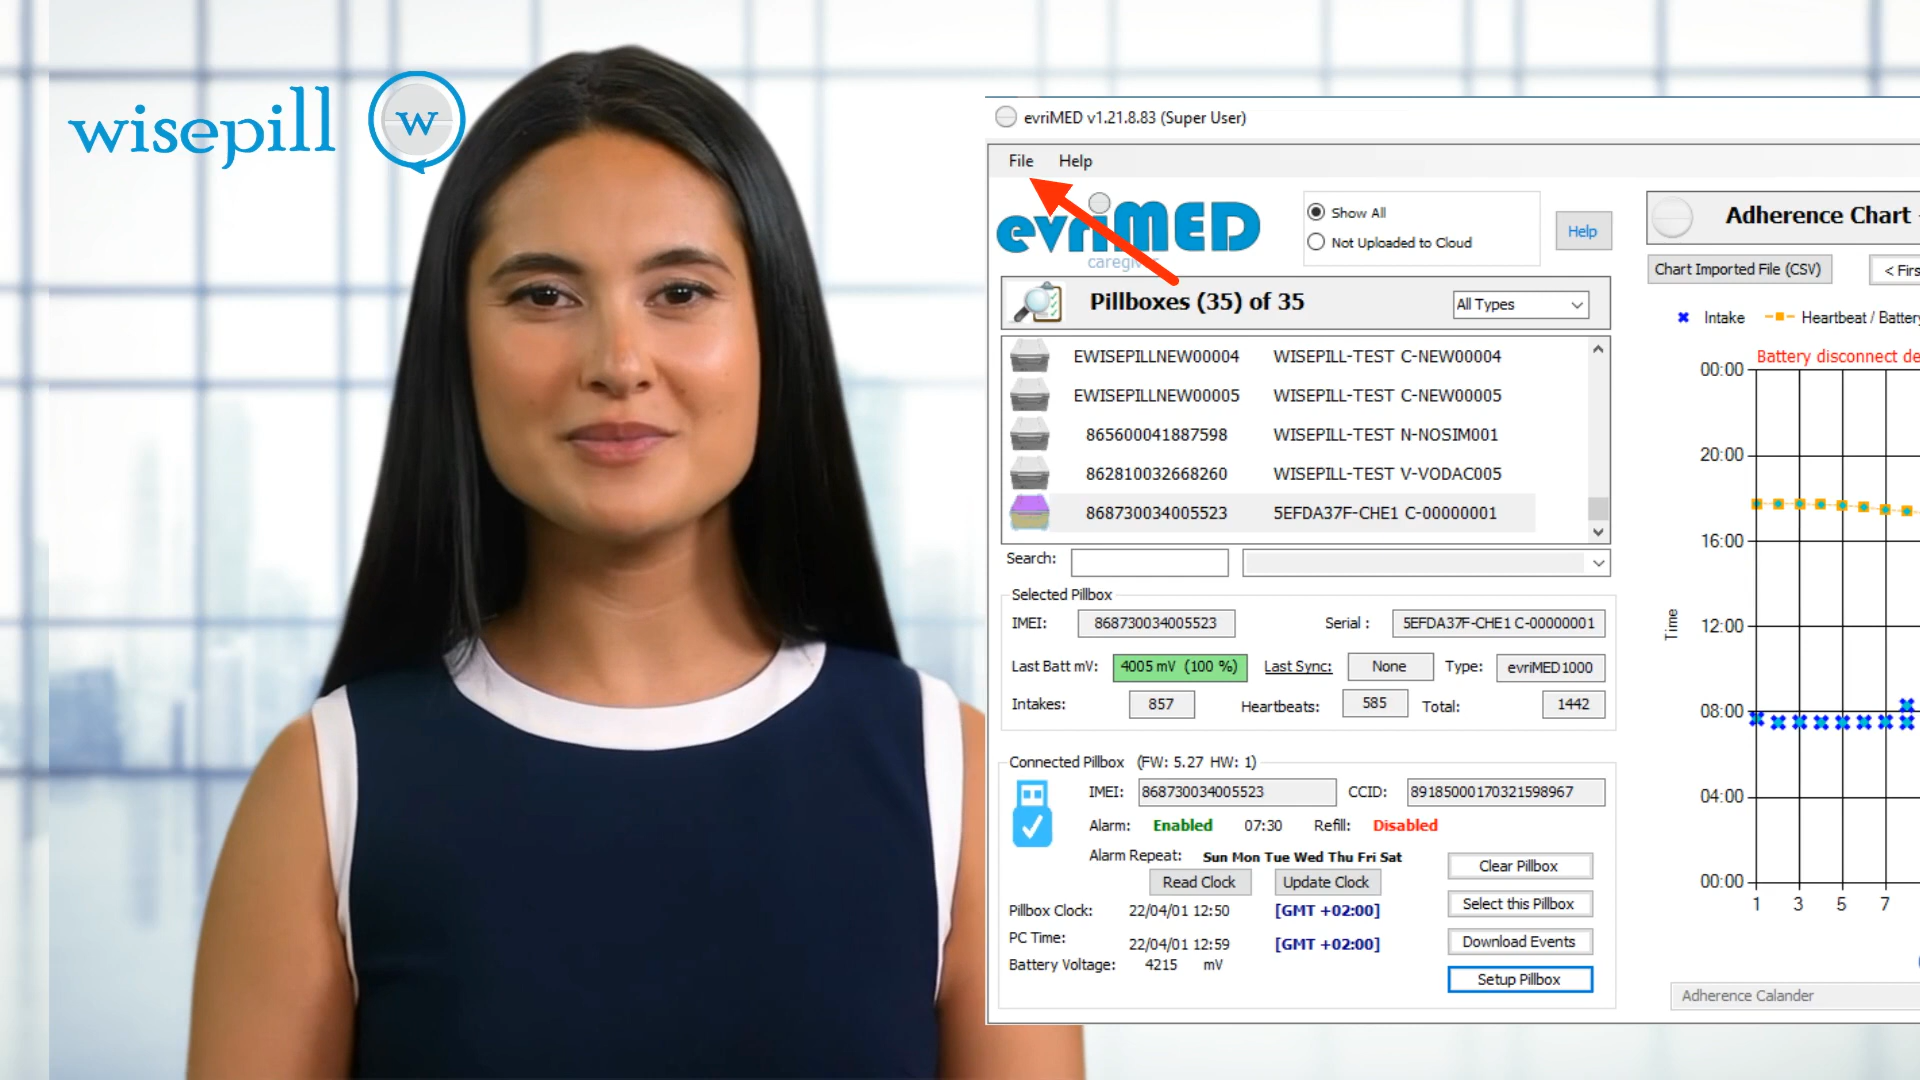 wisepill
w
evriMED v1.21.8.83 (Super User)
File Help
evriMED
Show All
Not Uploaded to Cloud
Help
Adherence Chart
Chart Imported File (CSV)
Pillboxes (35) of 35
All Types
Intake
EWISEPILLNEW00004 WISEPILL-TEST C-NEW00004
EWISEPILLNEW00005 WISEPILL-TEST C-NEW00005
865600041887598 WISEPILL-TEST N-NOSIM001
862810032668260 WISEPILL-TEST V-VODAC005
868730034005523 5EFDA37F-CHE1 C-00000001
Search:
Selected Pillbox
IMEI: 868730034005523 Serial : 5EFDA37F-CHE1 C-00000001
Last Batt mV: 4005 mV (100 %) Last Sync: None Type: evriMED1000
Intakes: 857 Heartbeats: 585 Total: 1442
Connected Pillbox (FW: 5.27 HW: 1)
IMEI: 868730034005523 CCID: 89185000170321598967
Alarm: Enabled 07:30 Refill: Disabled
Alarm Repeat: Sun Mon Tue Wed Thu Fri Sat
Read Clock Update Clock
Clear Pillbox
Select this Pillbox
Download Events
Setup Pillbox
Pillbox Clock: 22/04/01 12:50 [GMT +02:00]
PC Time: 22/04/01 12:59 [GMT +02:00]
Battery Voltage: 4215 mV
Heartbeat /
Battery disconnect
00:00
20:00
16:00
12:00
08:00
04:00
00:00
Time
1 3 5 7
Adherence Calander